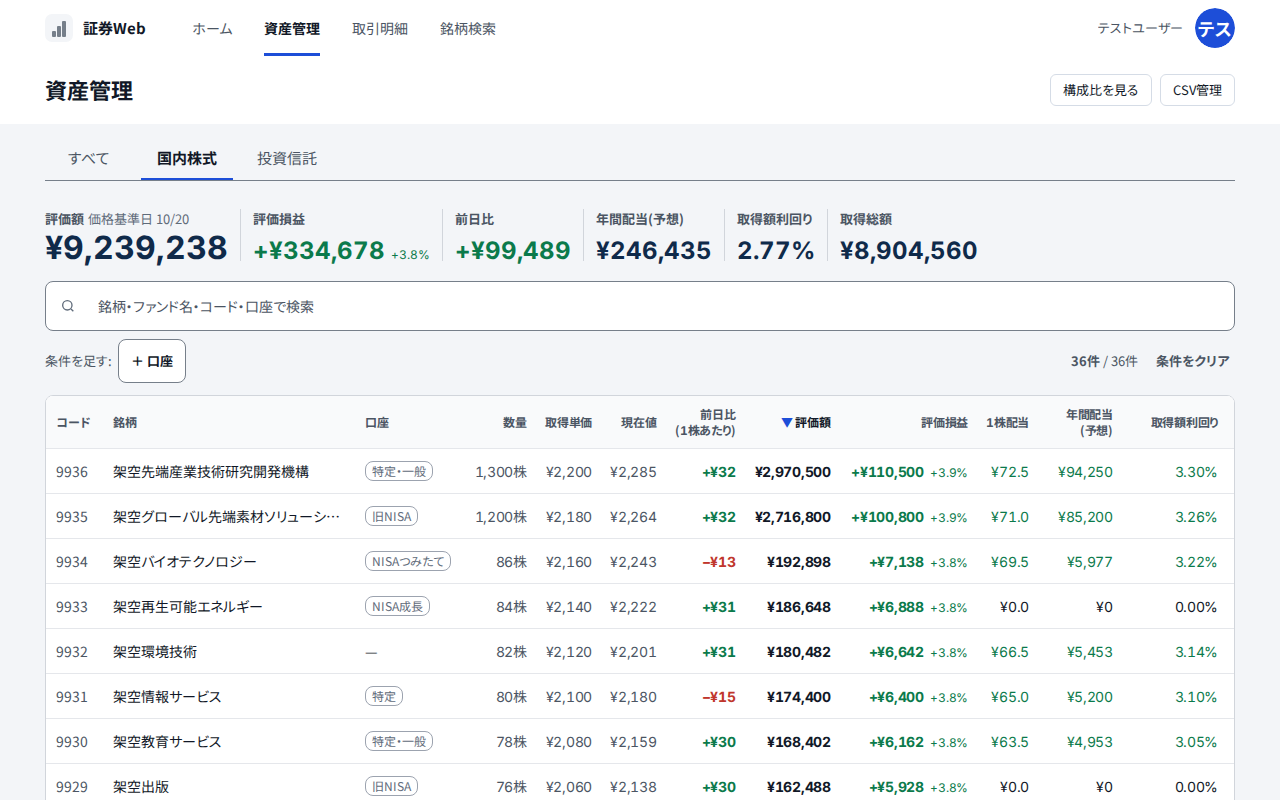 証券Web
ホーム
資産管理
取引明細
銘柄検索
テストユーザー
テス
資産管理
構成比を見る
CSV管理
すべて
国内株式
投資信託
評価額 価格基準日 10/20
¥9,239,238
評価損益
+¥334,678 +3.8%
前日比
+¥99,489
年間配当(予想)
¥246,435
取得額利回り
2.77%
取得総額
¥8,904,560
銘柄・ファンド名・コード・口座で検索
条件を足す:
+ 口座
36件 / 36件
条件をクリア
コード 銘柄 口座 数量 取得単価 現在値 前日比 (1株あたり) ▼評価額 評価損益 1株配当 年間配当 (予想) 取得額利回り
9936 架空先端産業技術研究開発機構 特定・一般 1,300株 ¥2,200 ¥2,285 +¥32 ¥2,970,500 +¥110,500 +3.9% ¥72.5 ¥94,250 3.30%
9935 架空グローバル先端素材ソリューシ… 旧NISA 1,200株 ¥2,180 ¥2,264 +¥32 ¥2,716,800 +¥100,800 +3.9% ¥71.0 ¥85,200 3.26%
9934 架空バイオテクノロジー NISAつみたて 86株 ¥2,160 ¥2,243 −¥13 ¥192,898 +¥7,138 +3.8% ¥69.5 ¥5,977 3.22%
9933 架空再生可能エネルギー NISA成長 84株 ¥2,140 ¥2,222 +¥31 ¥186,648 +¥6,888 +3.8% ¥0.0 ¥0 0.00%
9932 架空環境技術 — 82株 ¥2,120 ¥2,201 +¥31 ¥180,482 +¥6,642 +3.8% ¥66.5 ¥5,453 3.14%
9931 架空情報サービス 特定 80株 ¥2,100 ¥2,180 −¥15 ¥174,400 +¥6,400 +3.8% ¥65.0 ¥5,200 3.10%
9930 架空教育サービス 特定・一般 78株 ¥2,080 ¥2,159 +¥30 ¥168,402 +¥6,162 +3.8% ¥63.5 ¥4,953 3.05%
9929 架空出版 旧NISA 76株 ¥2,060 ¥2,138 +¥30 ¥162,488 +¥5,928 +3.8% ¥0.0 ¥0 0.00%